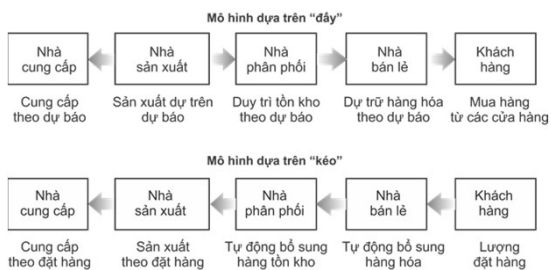 Mô hình dựa trên “đẩy”
Nhà
cung cấp
Nhà
sản xuất
Nhà
phân phối
Nhà
bán lẻ
Khách
hàng
Cung cấp
theo dự báo
Sản xuất dự trên
dự báo
Duy trì tồn kho
theo dự báo
Dự trữ hàng hóa
theo dự báo
Mua hàng
từ các cửa hàng
Mô hình dựa trên “kéo”
Nhà
cung cấp
Nhà
sản xuất
Nhà
phân phối
Nhà
bán lẻ
Khách
hàng
Cung cấp
theo đặt hàng
Sản xuất
theo đặt hàng
Tự động bổ sung
hàng tồn kho
Tự động bổ sung
hàng hóa
Lượng
đặt hàng